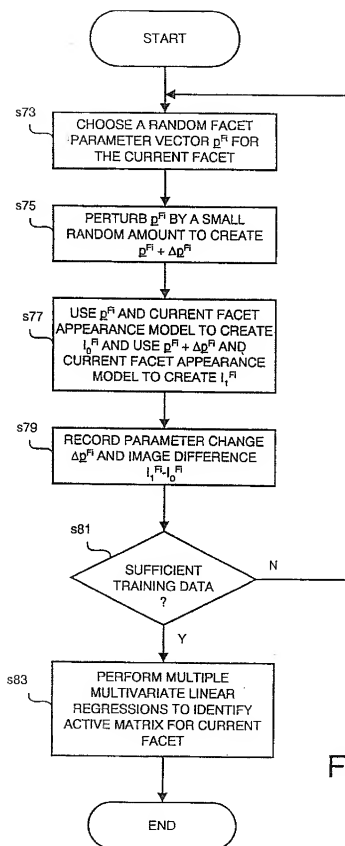 START
s73
CHOOSE A RANDOM FACET
PARAMETER VECTOR p^Fi FOR
THE CURRENT FACET
s75
PERTURB p^Fi BY A SMALL
RANDOM AMOUNT TO CREATE
p^Fi + Δp^Fi
s77
USE p^Fi AND CURRENT FACET
APPEARANCE MODEL TO CREATE
I₀^Fi AND USE p^Fi + Δp^Fi AND
CURRENT FACET APPEARANCE
MODEL TO CREATE I₁^Fi
s79
RECORD PARAMETER CHANGE
Δp^Fi AND IMAGE DIFFERENCE
I₁^Fi-I₀^Fi
s81
SUFFICIENT
TRAINING DATA
?
N
Y
s83
PERFORM MULTIPLE
MULTIVARIATE LINEAR
REGRESSIONS TO IDENTIFY
ACTIVE MATRIX FOR CURRENT
FACET
F
END